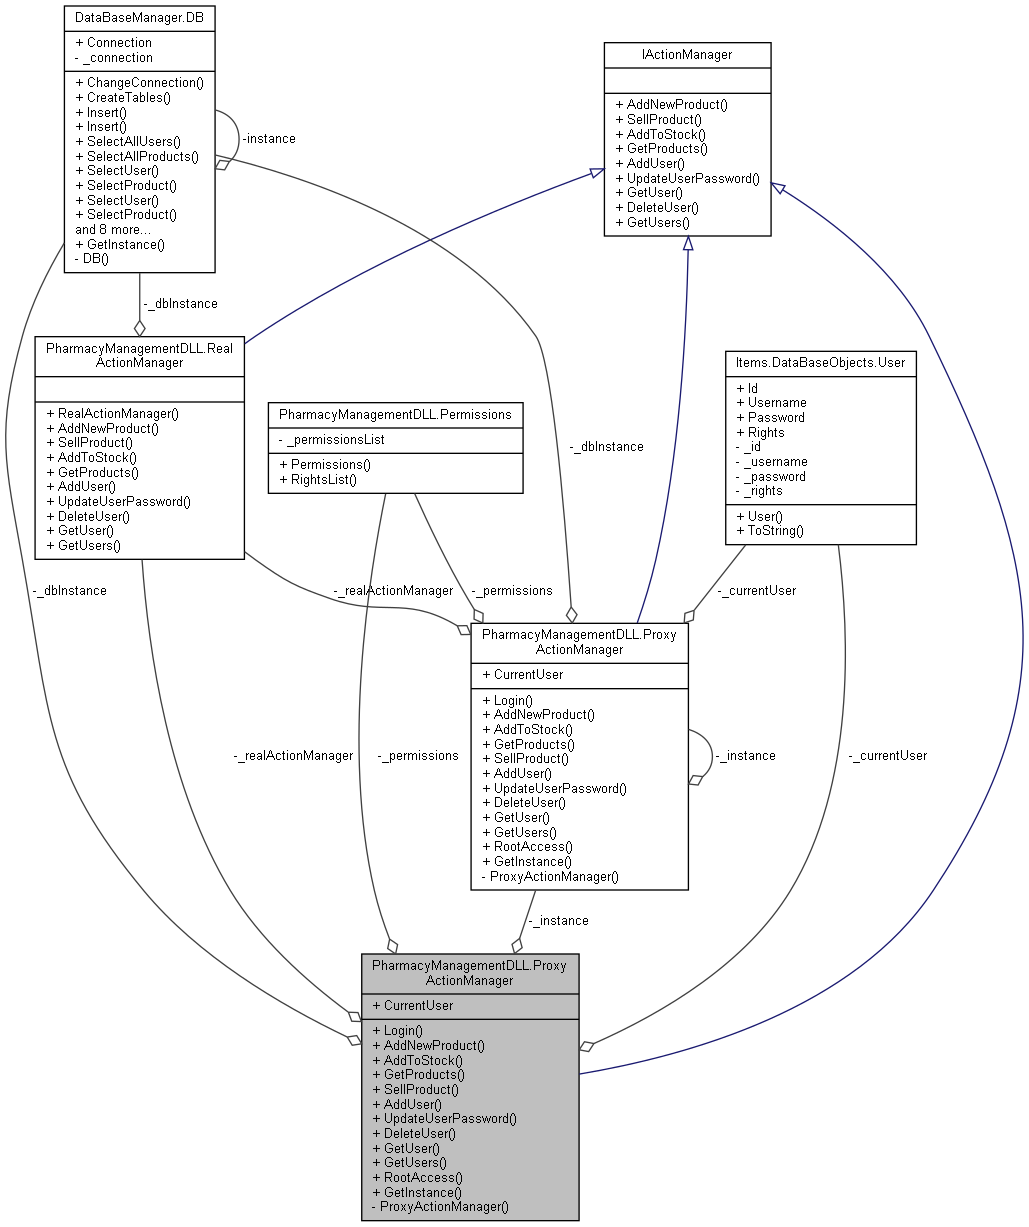 DataBaseManager.DB
+ Connection
- _connection
+ ChangeConnection()
+ CreateTables()
+ Insert()
+ Insert()
+ SelectAllUsers()
+ SelectAllProducts()
+ SelectUser()
+ SelectProduct()
+ SelectUser()
+ SelectProduct()
and 8 more...
+ GetInstance()
- DB()
-instance
IActionManager
+ AddNewProduct()
+ SellProduct()
+ AddToStock()
+ GetProducts()
+ AddUser()
+ UpdateUserPassword()
+ GetUser()
+ DeleteUser()
+ GetUsers()
-_dbInstance
PharmacyManagementDLL.Real
ActionManager
+ RealActionManager()
+ AddNewProduct()
+ SellProduct()
+ AddToStock()
+ GetProducts()
+ AddUser()
+ UpdateUserPassword()
+ DeleteUser()
+ GetUser()
+ GetUsers()
PharmacyManagementDLL.Permissions
- _permissionsList
+ Permissions()
+ RightsList()
-_dbInstance
Items.DataBaseObjects.User
+ Id
+ Username
+ Password
+ Rights
- _id
- _username
- _password
- _rights
+ User()
+ ToString()
-_dbInstance
-_realActionManager
-_permissions
-_currentUser
PharmacyManagementDLL.Proxy
ActionManager
+ CurrentUser
+ Login()
+ AddNewProduct()
+ AddToStock()
+ GetProducts()
+ SellProduct()
+ AddUser()
+ UpdateUserPassword()
+ DeleteUser()
+ GetUser()
+ GetUsers()
+ RootAccess()
+ GetInstance()
- ProxyActionManager()
-_realActionManager
-_permissions
-_instance
-_currentUser
-_instance
PharmacyManagementDLL.Proxy
ActionManager
+ CurrentUser
+ Login()
+ AddNewProduct()
+ AddToStock()
+ GetProducts()
+ SellProduct()
+ AddUser()
+ UpdateUserPassword()
+ DeleteUser()
+ GetUser()
+ GetUsers()
+ RootAccess()
+ GetInstance()
- ProxyActionManager()